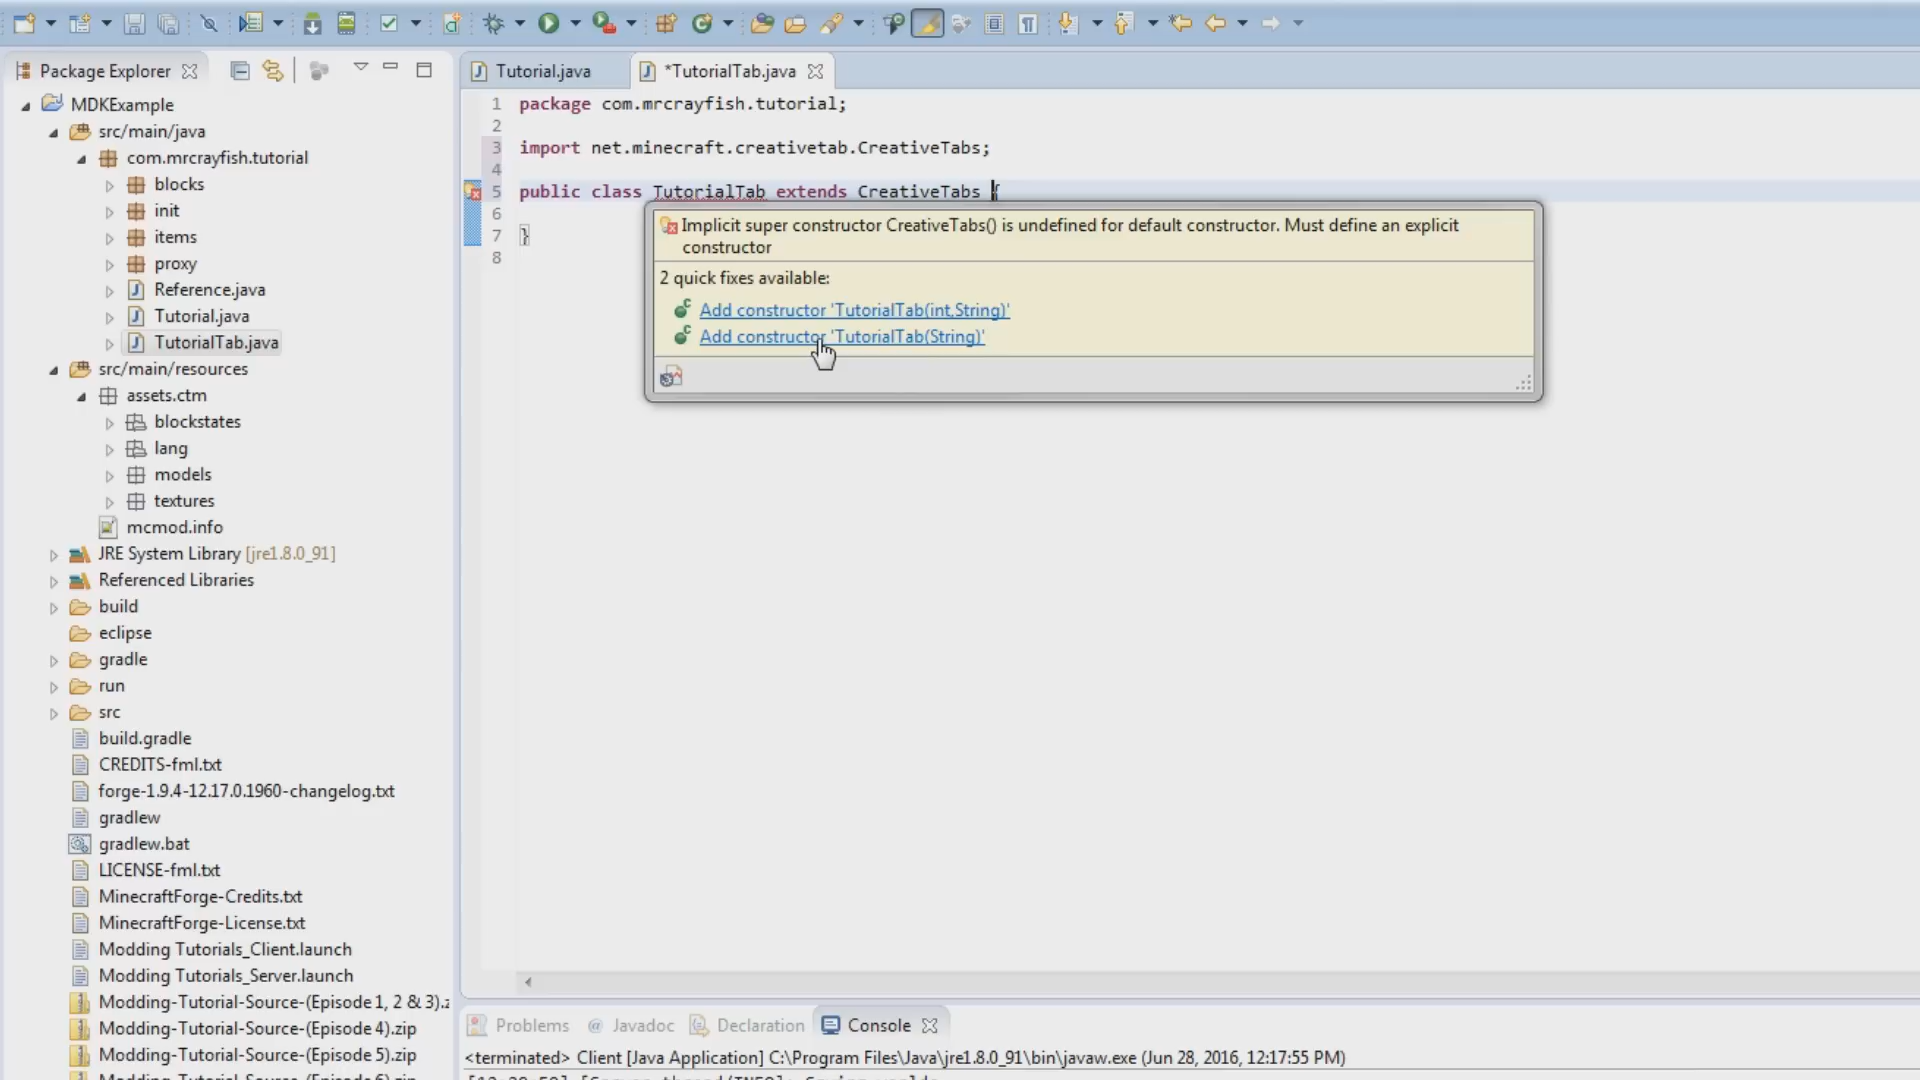 Package Explorer
Tutorial.java
*TutorialTab.java
MDKExample
src/main/java
com.mrcrayfish.tutorial
blocks
init
items
proxy
Reference.java
Tutorial.java
TutorialTab.java
src/main/resources
assets.ctm
blockstates
lang
models
textures
mcmod.info
JRE System Library [jre1.8.0_91]
Referenced Libraries
build
eclipse
gradle
run
src
build.gradle
CREDITS-fml.txt
forge-1.9.4-12.17.0.1960-changelog.txt
gradlew
gradlew.bat
LICENSE-fml.txt
MinecraftForge-Credits.txt
MinecraftForge-License.txt
Modding Tutorials_Client.launch
Modding Tutorials_Server.launch
Modding-Tutorial-Source-(Episode 1, 2 & 3).z
Modding-Tutorial-Source-(Episode 4).zip
Modding-Tutorial-Source-(Episode 5).zip
1 package com.mrcrayfish.tutorial;
2
3 import net.minecraft.creativetab.CreativeTabs;
4
5 public class TutorialTab extends CreativeTabs {
6
7 }
8
Implicit super constructor CreativeTabs() is undefined for default constructor. Must define an explicit
constructor
2 quick fixes available:
Add constructor 'TutorialTab(int,String)'
Add constructor 'TutorialTab(String)'
Problems @ Javadoc Declaration Console
<terminated> Client [Java Application] C:\Program Files\Java\jre1.8.0_91\bin\javaw.exe (Jun 28, 2016, 12:17:55 PM)